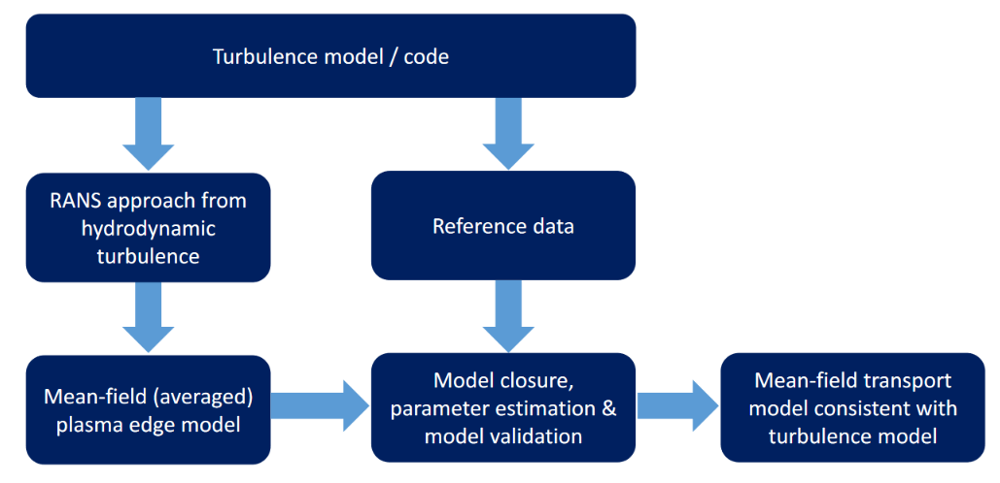 Turbulence model / code
RANS approach from
hydrodynamic
turbulence
Reference data
Mean-field (averaged)
plasma edge model
Model closure,
parameter estimation &
model validation
Mean-field transport
model consistent with
turbulence model